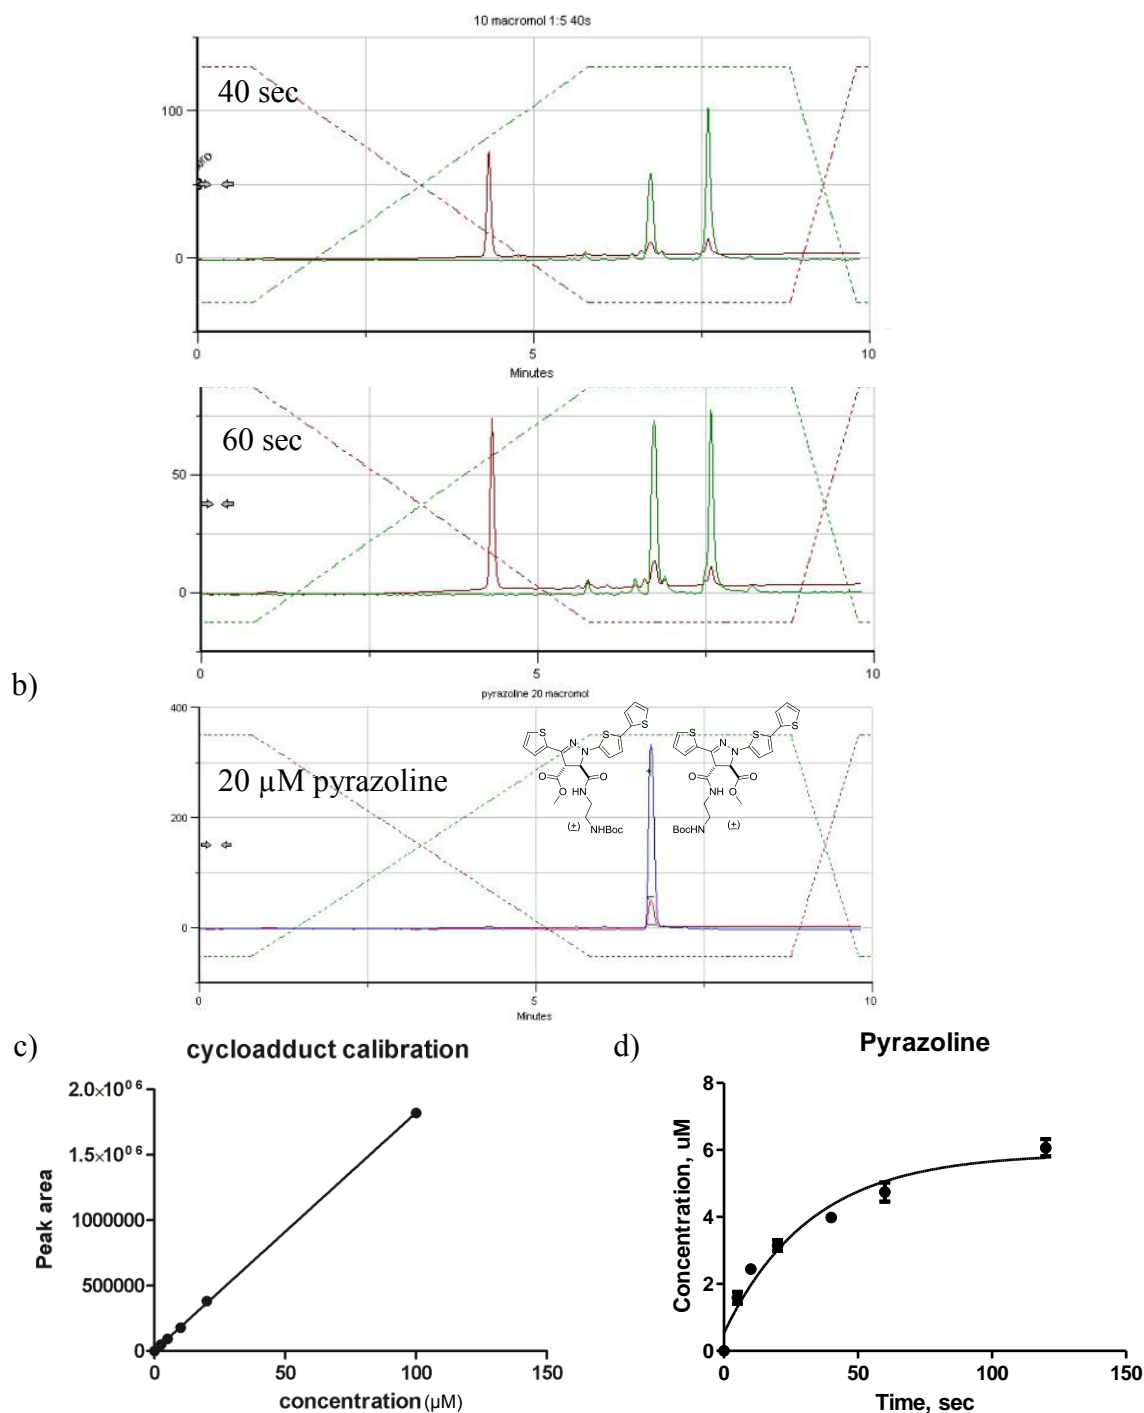 10 macromol 1:5 40s
40 sec
100
0
0
5
10
Minutes
60 sec
50
0
0
5
10
b)
pyrazoline 20 macromol
400
20 µM pyrazoline
200
0
S
S
S
N
N
O
O
O
HN
(±)
NHBoc
S
S
S
N
N
O
O
O
HN
BocHN
(±)
0
5
10
Minutes
c)
cycloadduct calibration
2.0×10⁰⁶
1.5×10⁰⁶
1000000
500000
0
Peak area
0
50
100
150
concentration (µM)
d)
Pyrazoline
8
6
4
2
0
Concentration, uM
0
50
100
150
Time, sec